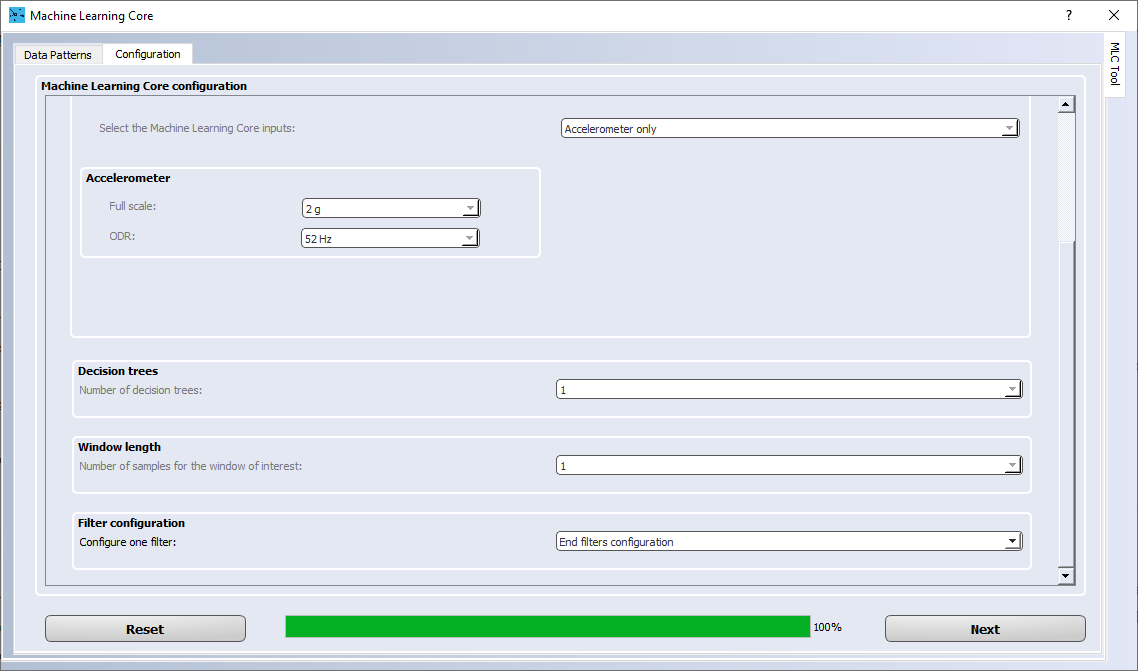 Machine Learning Core
?
Data Patterns
Configuration
MLC Tool
Machine Learning Core configuration
Select the Machine Learning Core inputs:
Accelerometer only
Accelerometer
Full scale:
2 g
ODR:
52 Hz
Decision trees
Number of decision trees:
1
Window length
Number of samples for the window of interest:
1
Filter configuration
Configure one filter:
End filters configuration
Reset
100%
Next